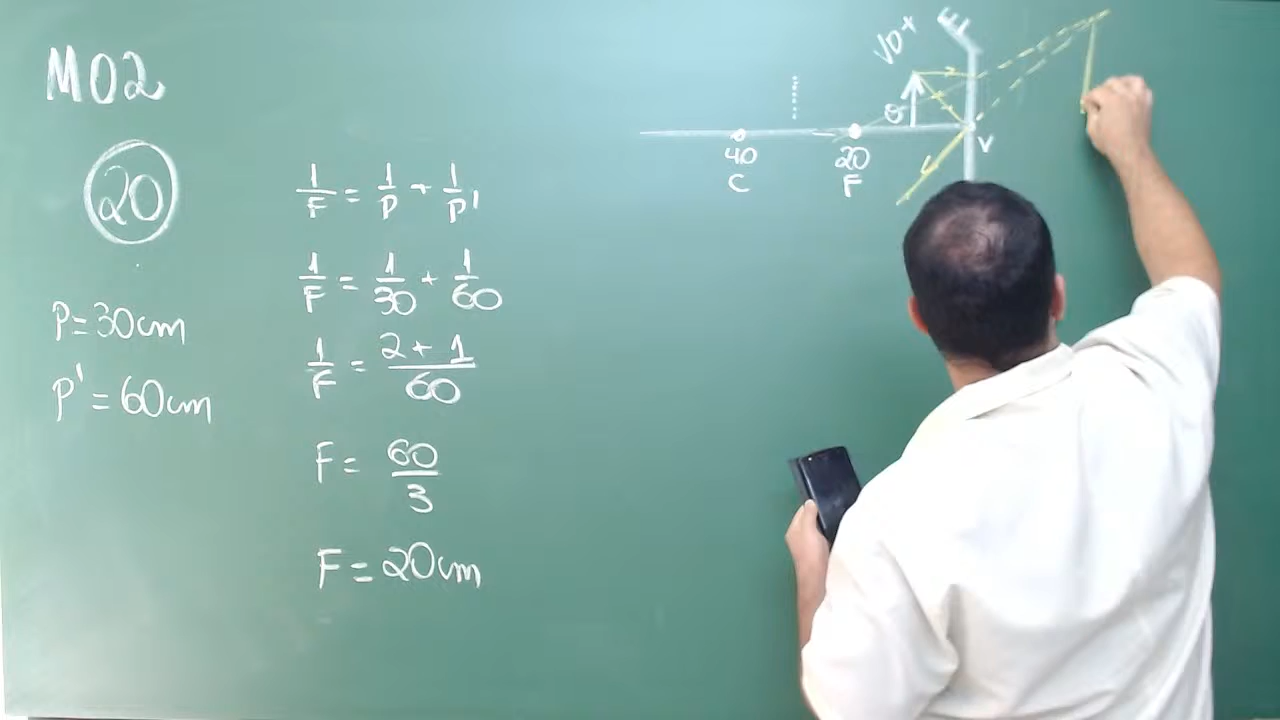 M02
20
P=30cm
P'=60cm
1/F = 1/P + 1/P'
1/F = 1/30 + 1/60
1/F = 2+1/60
F = 60/3
F = 20cm
VD+
E
O
V
40
C
20
F